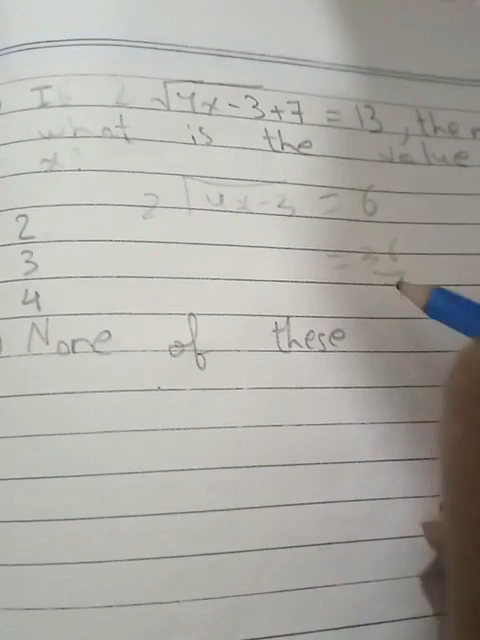 If 2 √4x-3+7 = 13, then
what is the value
x:
2 √4x-3 = 6
= 36
2
3
4
None of these